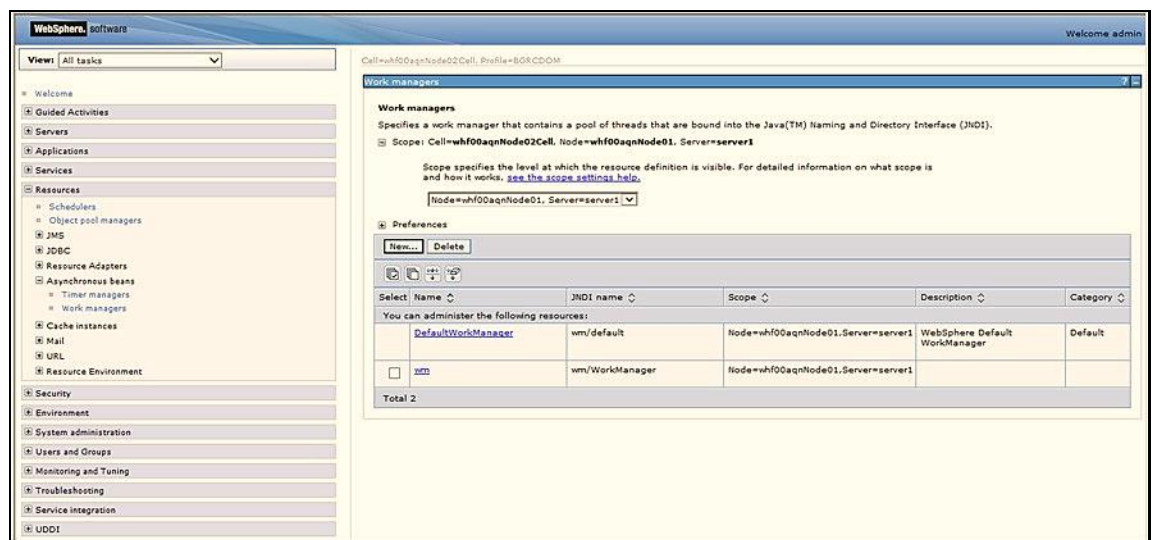 WebSphere. software
Welcome admin
View: All tasks
Welcome
Guided Activities
Servers
Applications
Services
Resources
Schedulers
Object pool managers
JMS
JDBC
Resource Adapters
Asynchronous beans
Timer managers
Work managers
Cache instances
Mail
URL
Resource Environment
Security
Environment
System administration
Users and Groups
Monitoring and Tuning
Troubleshooting
Service integration
UDDI
Cell=whf00aqnNode02Cell, Profile=BGRCDOM
Work managers ? –
Work managers
Specifies a work manager that contains a pool of threads that are bound into the Java(TM) Naming and Directory Interface (JNDI).
Scope: Cell=whf00aqnNode02Cell, Node=whf00aqnNode01, Server=server1
Scope specifies the level at which the resource definition is visible. For detailed information on what scope is
and how it works, see the scope settings help.
Node=whf00aqnNode01, Server=server1
Preferences
New... Delete
Select Name JNDI name Scope Description Category
You can administer the following resources:
DefaultWorkManager wm/default Node=whf00aqnNode01,Server=server1 WebSphere Default Default
WorkManager
wm wm/WorkManager Node=whf00aqnNode01,Server=server1
Total 2